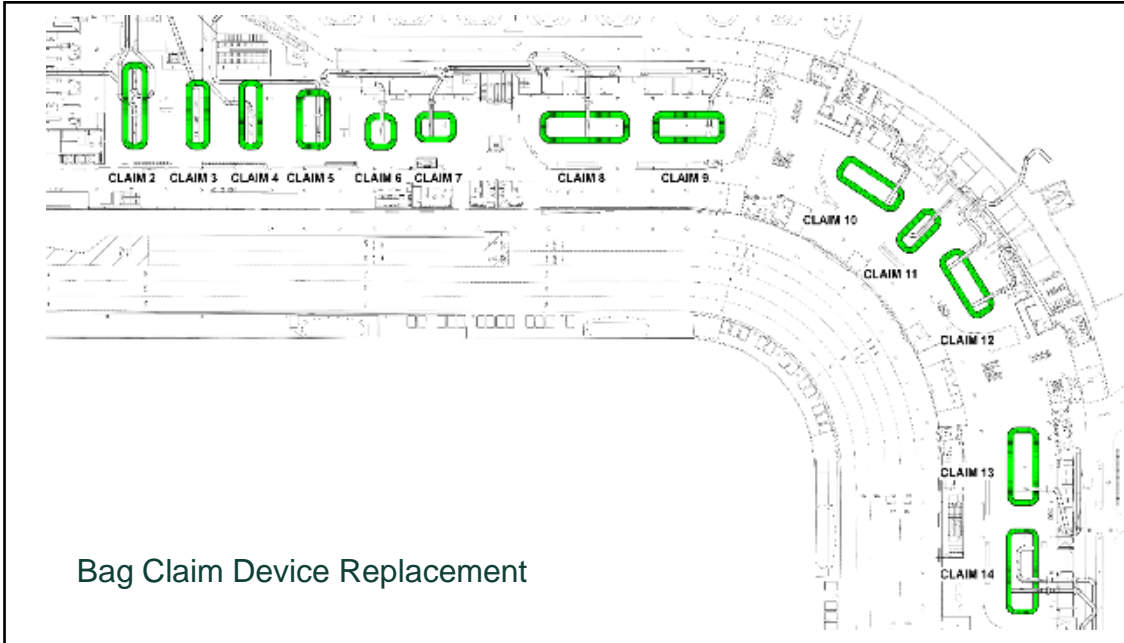 CLAIM 2 CLAIM 3 CLAIM 4 CLAIM 5 CLAIM 6 CLAIM 7 CLAIM 8 CLAIM 9
CLAIM 10
CLAIM 11
CLAIM 12
CLAIM 13
CLAIM 14
Bag Claim Device Replacement